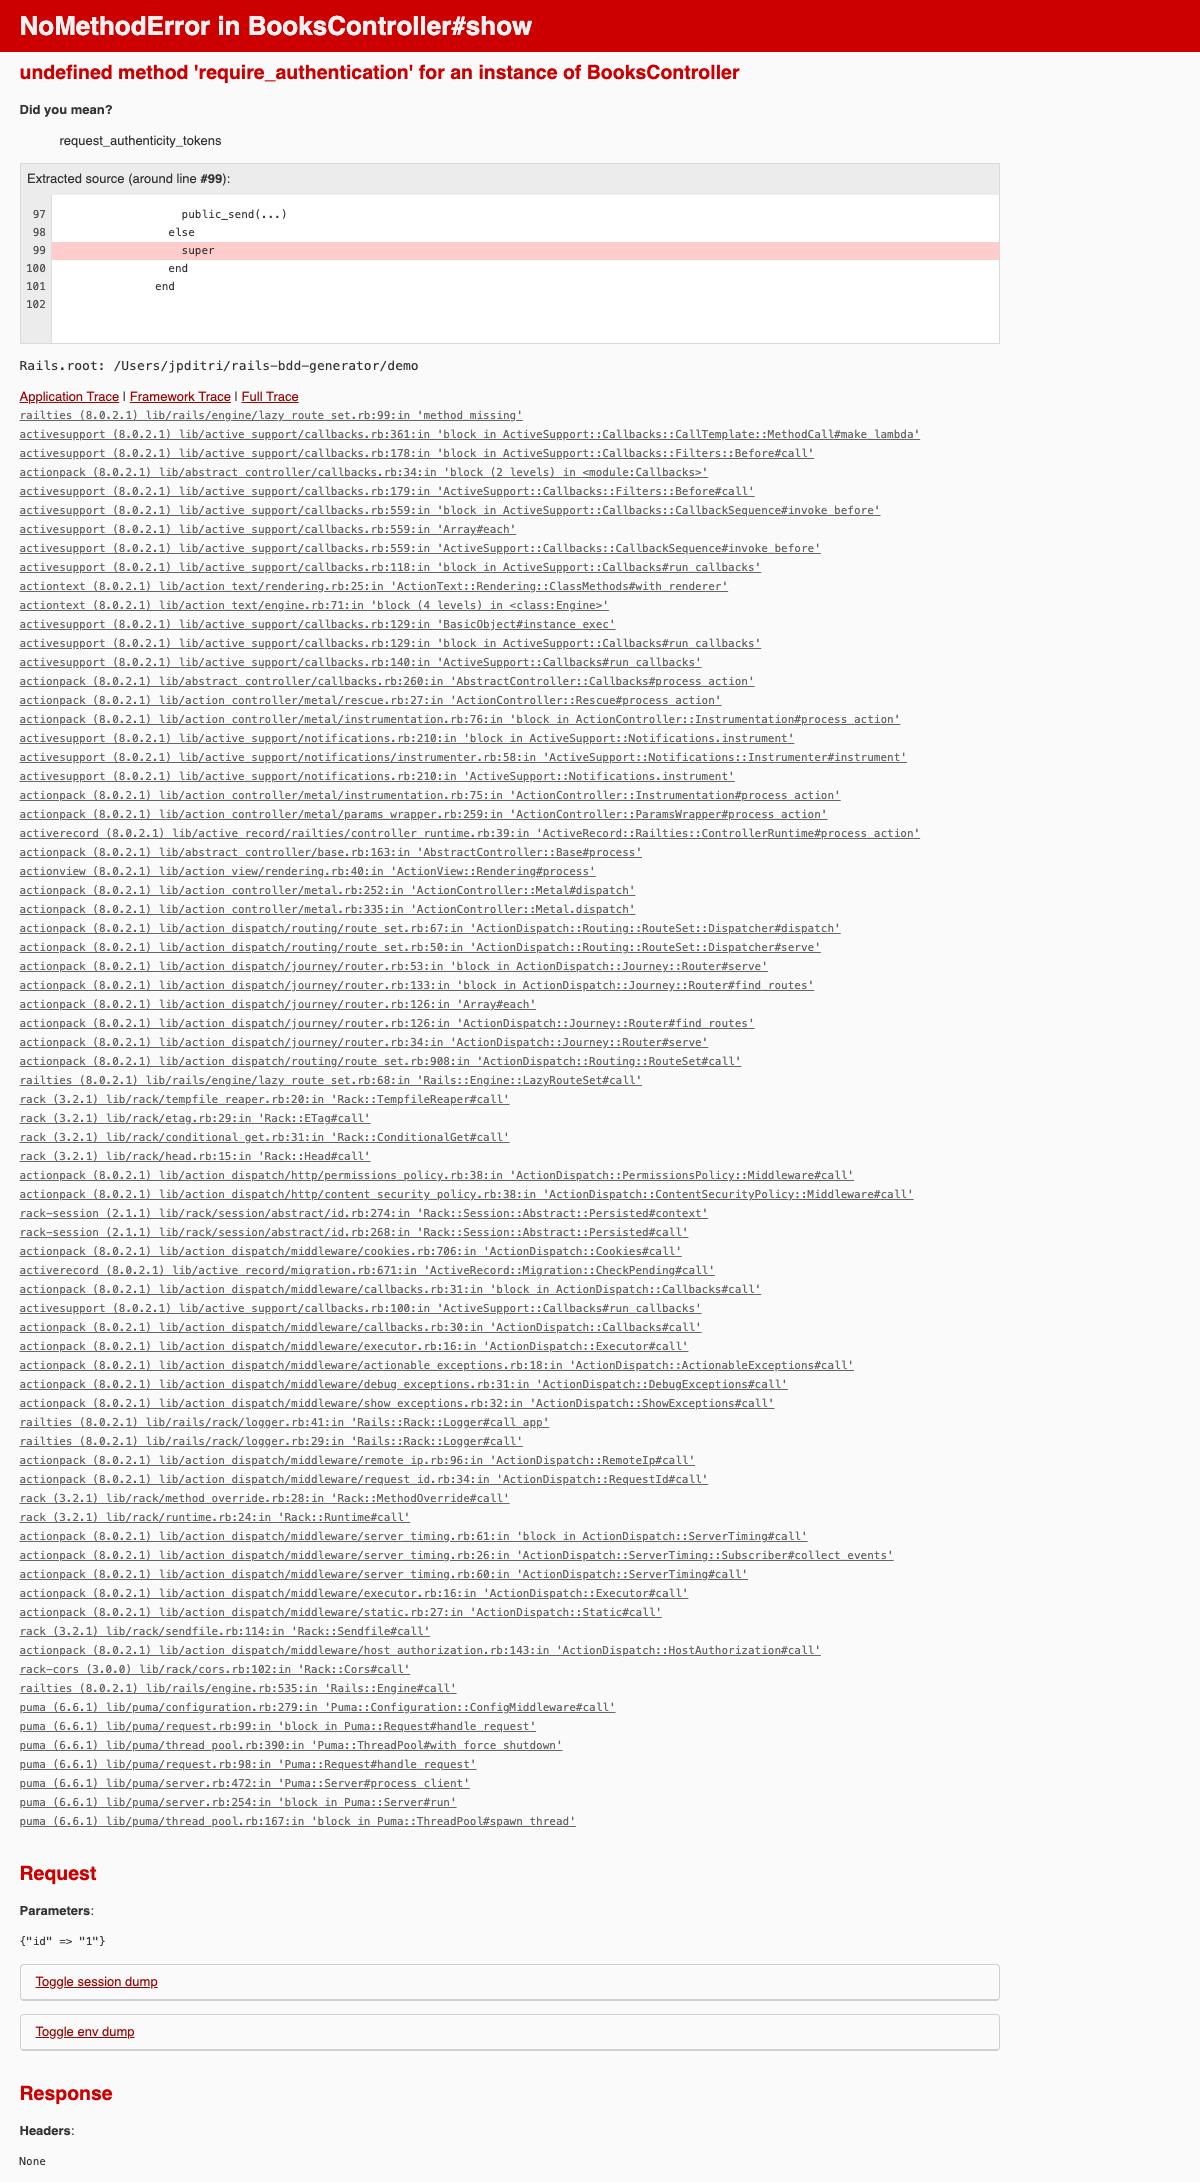 NoMethodError in BooksController#show
undefined method 'require_authentication' for an instance of BooksController
Did you mean?
request_authenticity_tokens
Extracted source (around line #99):
97 public_send(...)
98 else
99 super
100 end
101 end
102
Rails.root: /Users/jpditri/rails-bdd-generator/demo
Application Trace | Framework Trace | Full Trace
railties (8.0.2.1) lib/rails/engine/lazy_route_set.rb:99:in 'method_missing'
activesupport (8.0.2.1) lib/active_support/callbacks.rb:361:in 'block in ActiveSupport::Callbacks::CallTemplate::MethodCall#make_lambda'
activesupport (8.0.2.1) lib/active_support/callbacks.rb:178:in 'block in ActiveSupport::Callbacks::Filters::Before#call'
actionpack (8.0.2.1) lib/abstract_controller/callbacks.rb:34:in 'block (2 levels) in <module:Callbacks>'
activesupport (8.0.2.1) lib/active_support/callbacks.rb:179:in 'ActiveSupport::Callbacks::Filters::Before#call'
activesupport (8.0.2.1) lib/active_support/callbacks.rb:559:in 'block in ActiveSupport::Callbacks::CallbackSequence#invoke_before'
activesupport (8.0.2.1) lib/active_support/callbacks.rb:559:in 'Array#each'
activesupport (8.0.2.1) lib/active_support/callbacks.rb:559:in 'ActiveSupport::Callbacks::CallbackSequence#invoke_before'
activesupport (8.0.2.1) lib/active_support/callbacks.rb:118:in 'block in ActiveSupport::Callbacks#run_callbacks'
actiontext (8.0.2.1) lib/action_text/rendering.rb:25:in 'ActionText::Rendering::ClassMethods#with_renderer'
actiontext (8.0.2.1) lib/action_text/engine.rb:71:in 'block (4 levels) in <class:Engine>'
activesupport (8.0.2.1) lib/active_support/callbacks.rb:129:in 'BasicObject#instance_exec'
activesupport (8.0.2.1) lib/active_support/callbacks.rb:129:in 'block in ActiveSupport::Callbacks#run_callbacks'
activesupport (8.0.2.1) lib/active_support/callbacks.rb:140:in 'ActiveSupport::Callbacks#run_callbacks'
actionpack (8.0.2.1) lib/abstract_controller/callbacks.rb:260:in 'AbstractController::Callbacks#process_action'
actionpack (8.0.2.1) lib/action_controller/metal/rescue.rb:27:in 'ActionController::Rescue#process_action'
actionpack (8.0.2.1) lib/action_controller/metal/instrumentation.rb:76:in 'block in ActionController::Instrumentation#process_action'
activesupport (8.0.2.1) lib/active_support/notifications.rb:210:in 'block in ActiveSupport::Notifications.instrument'
activesupport (8.0.2.1) lib/active_support/notifications/instrumenter.rb:58:in 'ActiveSupport::Notifications::Instrumenter#instrument'
activesupport (8.0.2.1) lib/active_support/notifications.rb:210:in 'ActiveSupport::Notifications.instrument'
actionpack (8.0.2.1) lib/action_controller/metal/instrumentation.rb:75:in 'ActionController::Instrumentation#process_action'
actionpack (8.0.2.1) lib/action_controller/metal/params_wrapper.rb:259:in 'ActionController::ParamsWrapper#process_action'
activerecord (8.0.2.1) lib/active_record/railties/controller_runtime.rb:39:in 'ActiveRecord::Railties::ControllerRuntime#process_action'
actionpack (8.0.2.1) lib/abstract_controller/base.rb:163:in 'AbstractController::Base#process'
actionview (8.0.2.1) lib/action_view/rendering.rb:40:in 'ActionView::Rendering#process'
actionpack (8.0.2.1) lib/action_controller/metal.rb:252:in 'ActionController::Metal#dispatch'
actionpack (8.0.2.1) lib/action_controller/metal.rb:335:in 'ActionController::Metal.dispatch'
actionpack (8.0.2.1) lib/action_dispatch/routing/route_set.rb:67:in 'ActionDispatch::Routing::RouteSet::Dispatcher#dispatch'
actionpack (8.0.2.1) lib/action_dispatch/routing/route_set.rb:50:in 'ActionDispatch::Routing::RouteSet::Dispatcher#serve'
actionpack (8.0.2.1) lib/action_dispatch/journey/router.rb:53:in 'block in ActionDispatch::Journey::Router#serve'
actionpack (8.0.2.1) lib/action_dispatch/journey/router.rb:133:in 'block in ActionDispatch::Journey::Router#find_routes'
actionpack (8.0.2.1) lib/action_dispatch/journey/router.rb:126:in 'Array#each'
actionpack (8.0.2.1) lib/action_dispatch/journey/router.rb:126:in 'ActionDispatch::Journey::Router#find_routes'
actionpack (8.0.2.1) lib/action_dispatch/journey/router.rb:34:in 'ActionDispatch::Journey::Router#serve'
actionpack (8.0.2.1) lib/action_dispatch/routing/route_set.rb:908:in 'ActionDispatch::Routing::RouteSet#call'
railties (8.0.2.1) lib/rails/engine/lazy_route_set.rb:68:in 'Rails::Engine::LazyRouteSet#call'
rack (3.2.1) lib/rack/tempfile_reaper.rb:20:in 'Rack::TempfileReaper#call'
rack (3.2.1) lib/rack/etag.rb:29:in 'Rack::ETag#call'
rack (3.2.1) lib/rack/conditional_get.rb:31:in 'Rack::ConditionalGet#call'
rack (3.2.1) lib/rack/head.rb:15:in 'Rack::Head#call'
actionpack (8.0.2.1) lib/action_dispatch/http/permissions_policy.rb:38:in 'ActionDispatch::PermissionsPolicy::Middleware#call'
actionpack (8.0.2.1) lib/action_dispatch/http/content_security_policy.rb:38:in 'ActionDispatch::ContentSecurityPolicy::Middleware#call'
rack-session (2.1.1) lib/rack/session/abstract/id.rb:274:in 'Rack::Session::Abstract::Persisted#context'
rack-session (2.1.1) lib/rack/session/abstract/id.rb:268:in 'Rack::Session::Abstract::Persisted#call'
actionpack (8.0.2.1) lib/action_dispatch/middleware/cookies.rb:706:in 'ActionDispatch::Cookies#call'
activerecord (8.0.2.1) lib/active_record/migration.rb:671:in 'ActiveRecord::Migration::CheckPending#call'
actionpack (8.0.2.1) lib/action_dispatch/middleware/callbacks.rb:31:in 'block in ActionDispatch::Callbacks#call'
activesupport (8.0.2.1) lib/active_support/callbacks.rb:100:in 'ActiveSupport::Callbacks#run_callbacks'
actionpack (8.0.2.1) lib/action_dispatch/middleware/callbacks.rb:30:in 'ActionDispatch::Callbacks#call'
actionpack (8.0.2.1) lib/action_dispatch/middleware/executor.rb:16:in 'ActionDispatch::Executor#call'
actionpack (8.0.2.1) lib/action_dispatch/middleware/actionable_exceptions.rb:18:in 'ActionDispatch::ActionableExceptions#call'
actionpack (8.0.2.1) lib/action_dispatch/middleware/debug_exceptions.rb:31:in 'ActionDispatch::DebugExceptions#call'
actionpack (8.0.2.1) lib/action_dispatch/middleware/show_exceptions.rb:32:in 'ActionDispatch::ShowExceptions#call'
railties (8.0.2.1) lib/rails/rack/logger.rb:41:in 'Rails::Rack::Logger#call_app'
railties (8.0.2.1) lib/rails/rack/logger.rb:29:in 'Rails::Rack::Logger#call'
actionpack (8.0.2.1) lib/action_dispatch/middleware/remote_ip.rb:96:in 'ActionDispatch::RemoteIp#call'
actionpack (8.0.2.1) lib/action_dispatch/middleware/request_id.rb:34:in 'ActionDispatch::RequestId#call'
rack (3.2.1) lib/rack/method_override.rb:28:in 'Rack::MethodOverride#call'
rack (3.2.1) lib/rack/runtime.rb:24:in 'Rack::Runtime#call'
actionpack (8.0.2.1) lib/action_dispatch/middleware/server_timing.rb:61:in 'block in ActionDispatch::ServerTiming#call'
actionpack (8.0.2.1) lib/action_dispatch/middleware/server_timing.rb:26:in 'ActionDispatch::ServerTiming::Subscriber#collect_events'
actionpack (8.0.2.1) lib/action_dispatch/middleware/server_timing.rb:60:in 'ActionDispatch::ServerTiming#call'
actionpack (8.0.2.1) lib/action_dispatch/middleware/executor.rb:16:in 'ActionDispatch::Executor#call'
actionpack (8.0.2.1) lib/action_dispatch/middleware/static.rb:27:in 'ActionDispatch::Static#call'
rack (3.2.1) lib/rack/sendfile.rb:114:in 'Rack::Sendfile#call'
actionpack (8.0.2.1) lib/action_dispatch/middleware/host_authorization.rb:143:in 'ActionDispatch::HostAuthorization#call'
rack-cors (3.0.0) lib/rack/cors.rb:102:in 'Rack::Cors#call'
railties (8.0.2.1) lib/rails/engine.rb:535:in 'Rails::Engine#call'
puma (6.6.1) lib/puma/configuration.rb:279:in 'Puma::Configuration::ConfigMiddleware#call'
puma (6.6.1) lib/puma/request.rb:99:in 'block in Puma::Request#handle_request'
puma (6.6.1) lib/puma/thread_pool.rb:390:in 'Puma::ThreadPool#with_force_shutdown'
puma (6.6.1) lib/puma/request.rb:98:in 'Puma::Request#handle_request'
puma (6.6.1) lib/puma/server.rb:472:in 'Puma::Server#process_client'
puma (6.6.1) lib/puma/server.rb:254:in 'block in Puma::Server#run'
puma (6.6.1) lib/puma/thread_pool.rb:167:in 'block in Puma::ThreadPool#spawn_thread'
Request
Parameters:
{"id" => "1"}
Toggle session dump
Toggle env dump
Response
Headers:
None